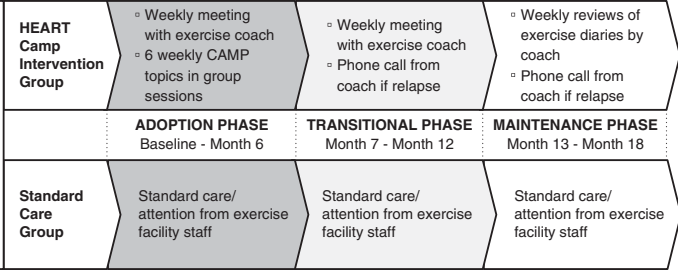 HEART
Camp
Intervention
Group
▫ Weekly meeting
with exercise coach
▫ 6 weekly CAMP
topics in group
sessions
▫ Weekly meeting
with exercise coach
▫ Phone call from
coach if relapse
▫ Weekly reviews of
exercise diaries by
coach
▫ Phone call from
coach if relapse
ADOPTION PHASE
Baseline - Month 6
TRANSITIONAL PHASE
Month 7 - Month 12
MAINTENANCE PHASE
Month 13 - Month 18
Standard
Care
Group
Standard care/
attention from exercise
facility staff
Standard care/
attention from exercise
facility staff
Standard care/
attention from exercise
facility staff